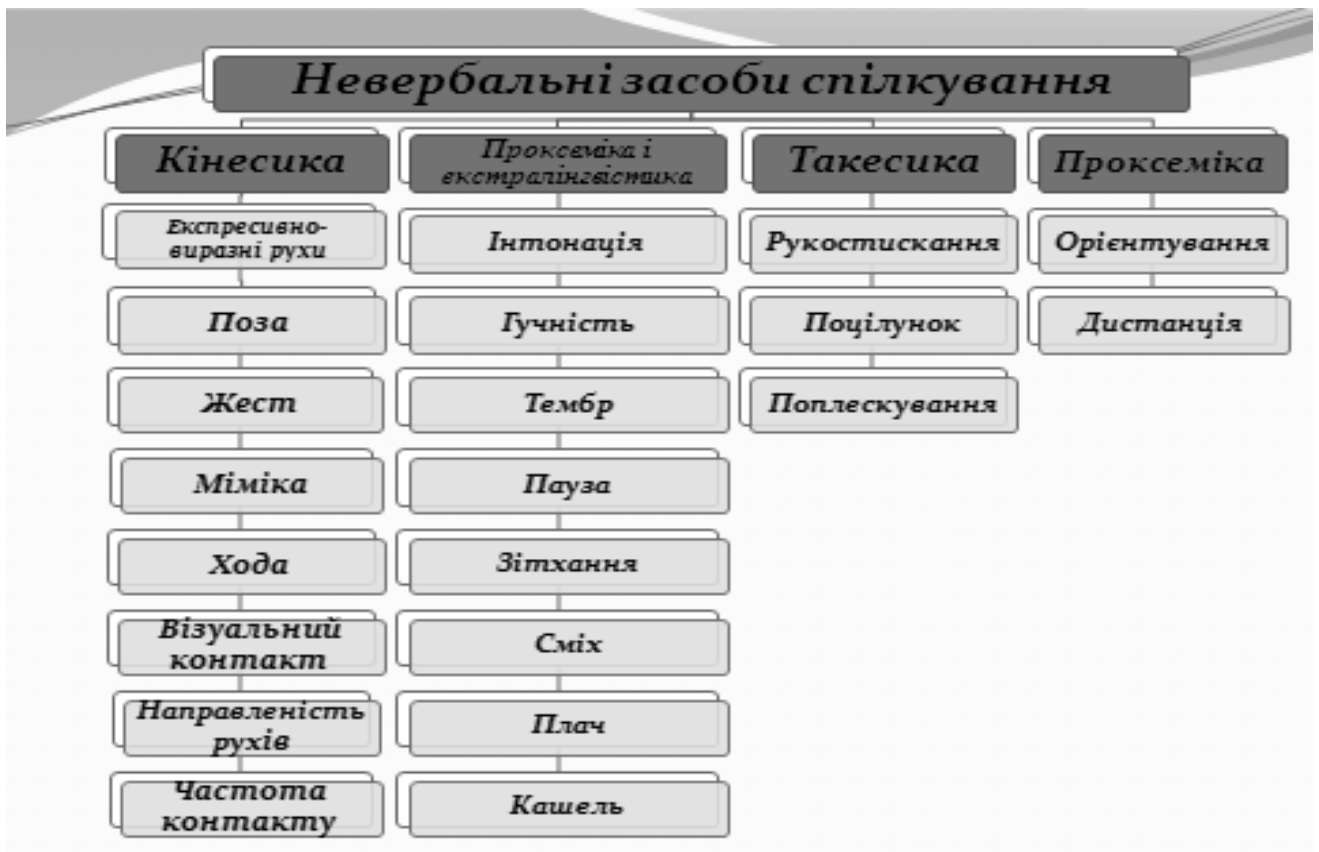 Невербальні засоби спілкування
Кінесика
Експресивно-
виразні рухи
Поза
Жест
Міміка
Хода
Візуальний
контакт
Направленість
рухів
Частота
контакту
Проксеміка і
екстралінгвістика
Інтонація
Гучність
Тембр
Пауза
Зітхання
Сміх
Плач
Кашель
Такесика
Рукостискання
Поцілунок
Поплескування
Проксеміка
Орієнтування
Дистанція